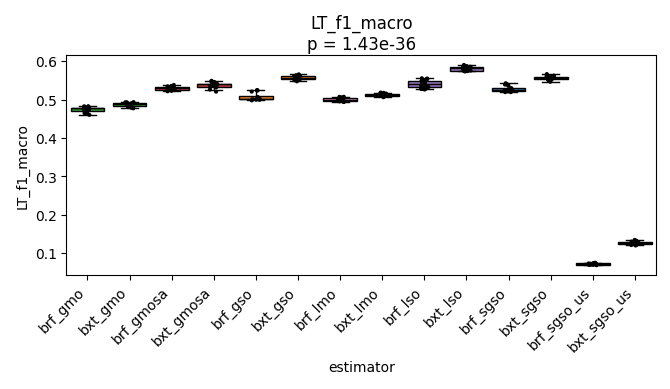 LT_f1_macro
p = 1.43e-36
LT_f1_macro
0.6
0.5
0.4
0.3
0.2
0.1
brf_gmo
bxt_gmo
brf_gmosa
bxt_gmosa
brf_gso
bxt_gso
brf_lmo
bxt_lmo
brf_lso
bxt_lso
brf_sgso
bxt_sgso
brf_sgso_us
bxt_sgso_us
estimator